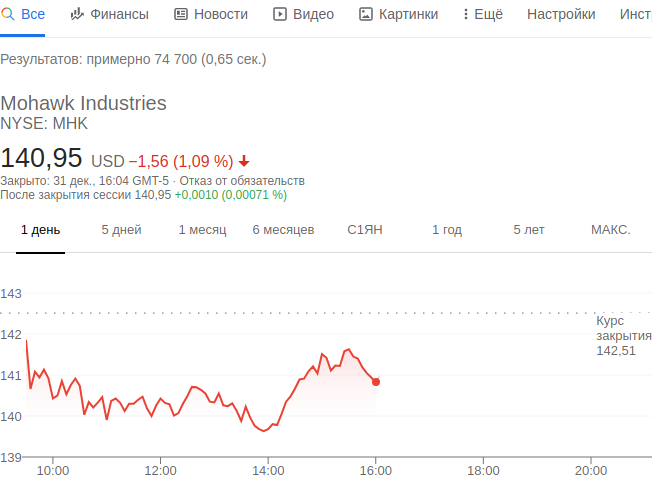 Все Финансы Новости Видео Картинки Ещё Настройки Инст
Результатов: примерно 74 700 (0,65 сек.)
Mohawk Industries
NYSE: MHK
140,95 USD −1,56 (1,09 %)
Закрыто: 31 дек., 16:04 GMT-5 · Отказ от обязательств
После закрытия сессии 140,95 +0,0010 (0,00071 %)
1 день 5 дней 1 месяц 6 месяцев С1ЯН 1 год 5 лет МАКС.
143
Курс
закрытия
142,51
142
141
140
139
10:00 12:00 14:00 16:00 18:00 20:00